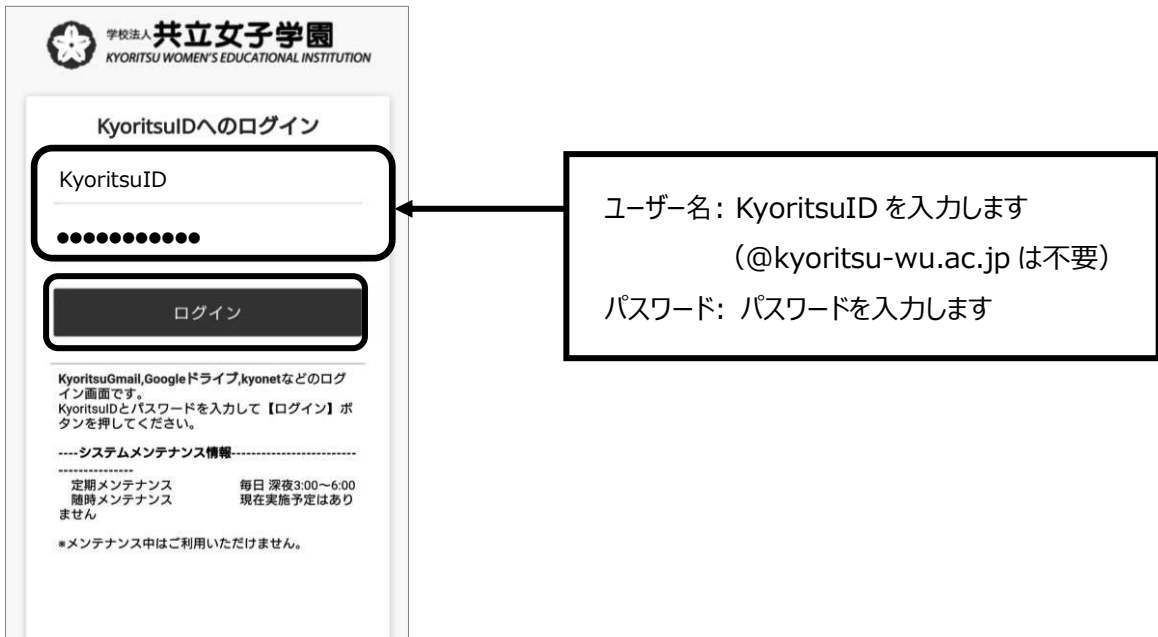 学校法人共立女子学園
KYORITSU WOMEN'S EDUCATIONAL INSTITUTION
KyoritsuIDへのログイン
KyoritsuID
●●●●●●●●●●●
ログイン
KyoritsuGmail,Googleドライブ,kyonetなどのログ
イン画面です。
KyoritsuIDとパスワードを入力して【ログイン】ボ
タンを押してください。
----システムメンテナンス情報-------------------------
---------------
定期メンテナンス 毎日 深夜3:00～6:00
随時メンテナンス 現在実施予定はあり
ません
※メンテナンス中はご利用いただけません。
ユーザー名: KyoritsuID を入力します
（@kyoritsu-wu.ac.jp は不要）
パスワード: パスワードを入力します